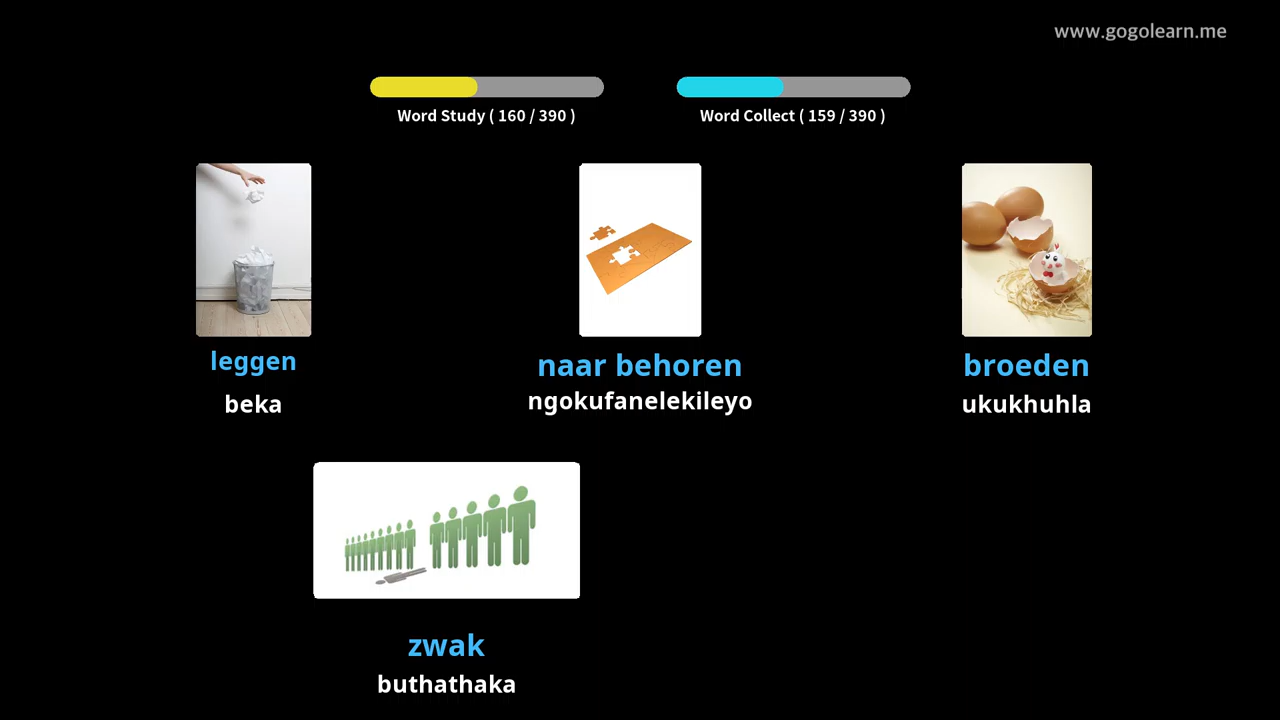 www.gogolearn.me
Word Study ( 160 / 390 )
Word Collect ( 159 / 390 )
leggen
beka
naar behoren
ngokufanelekileyo
broeden
ukukhuhla
zwak
buthathaka